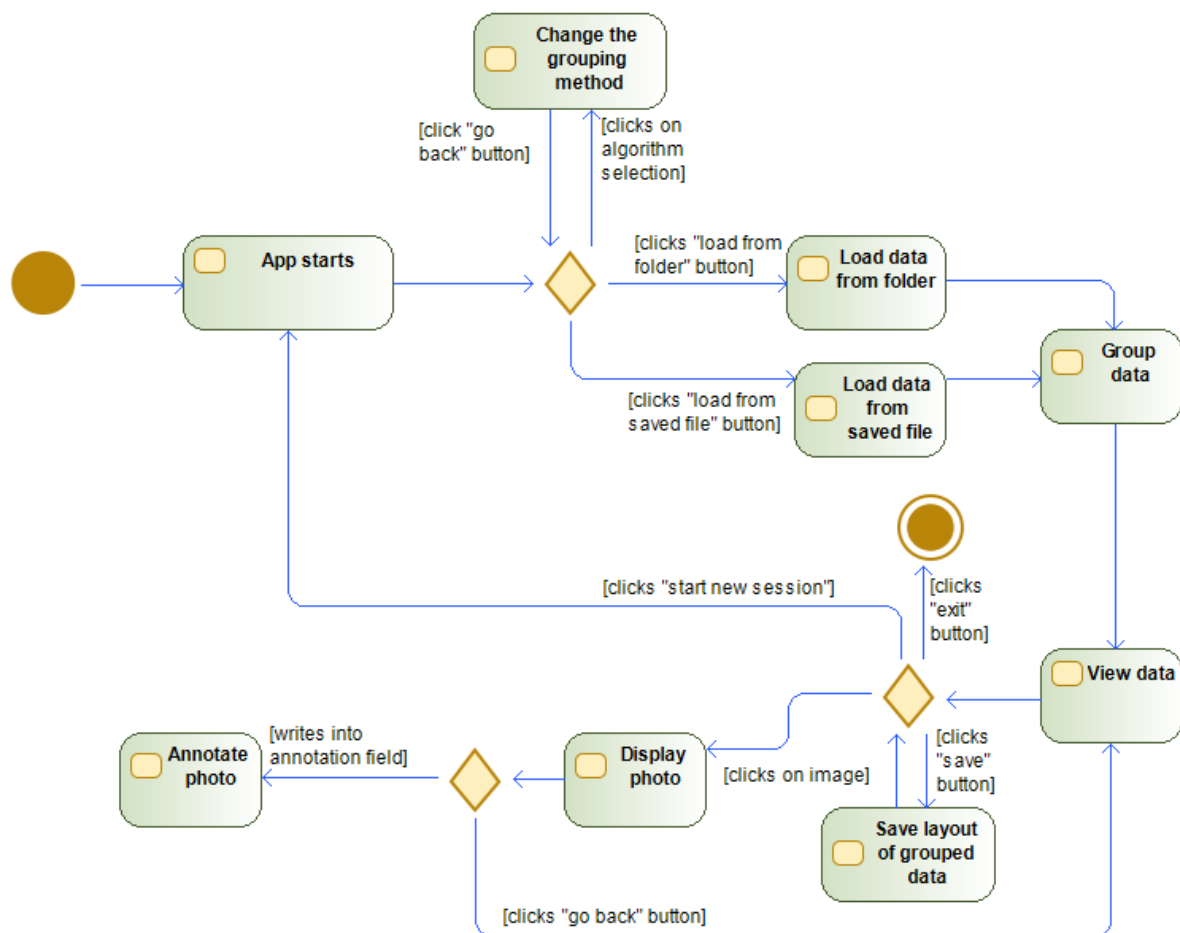 Change the
grouping
method
[click "go
back" button]
[clicks on
algorithm
selection]
App starts
[clicks "load from
folder" button]
Load data
from folder
Group
data
[clicks "load from
saved file" button]
Load data
from
saved file
[clicks "start new session"]
[clicks
"exit"
button]
View data
[writes into
annotation field]
Annotate
photo
Display
photo
[clicks on image]
[clicks
"save"
button]
Save layout
of grouped
data
[clicks "go back" button]